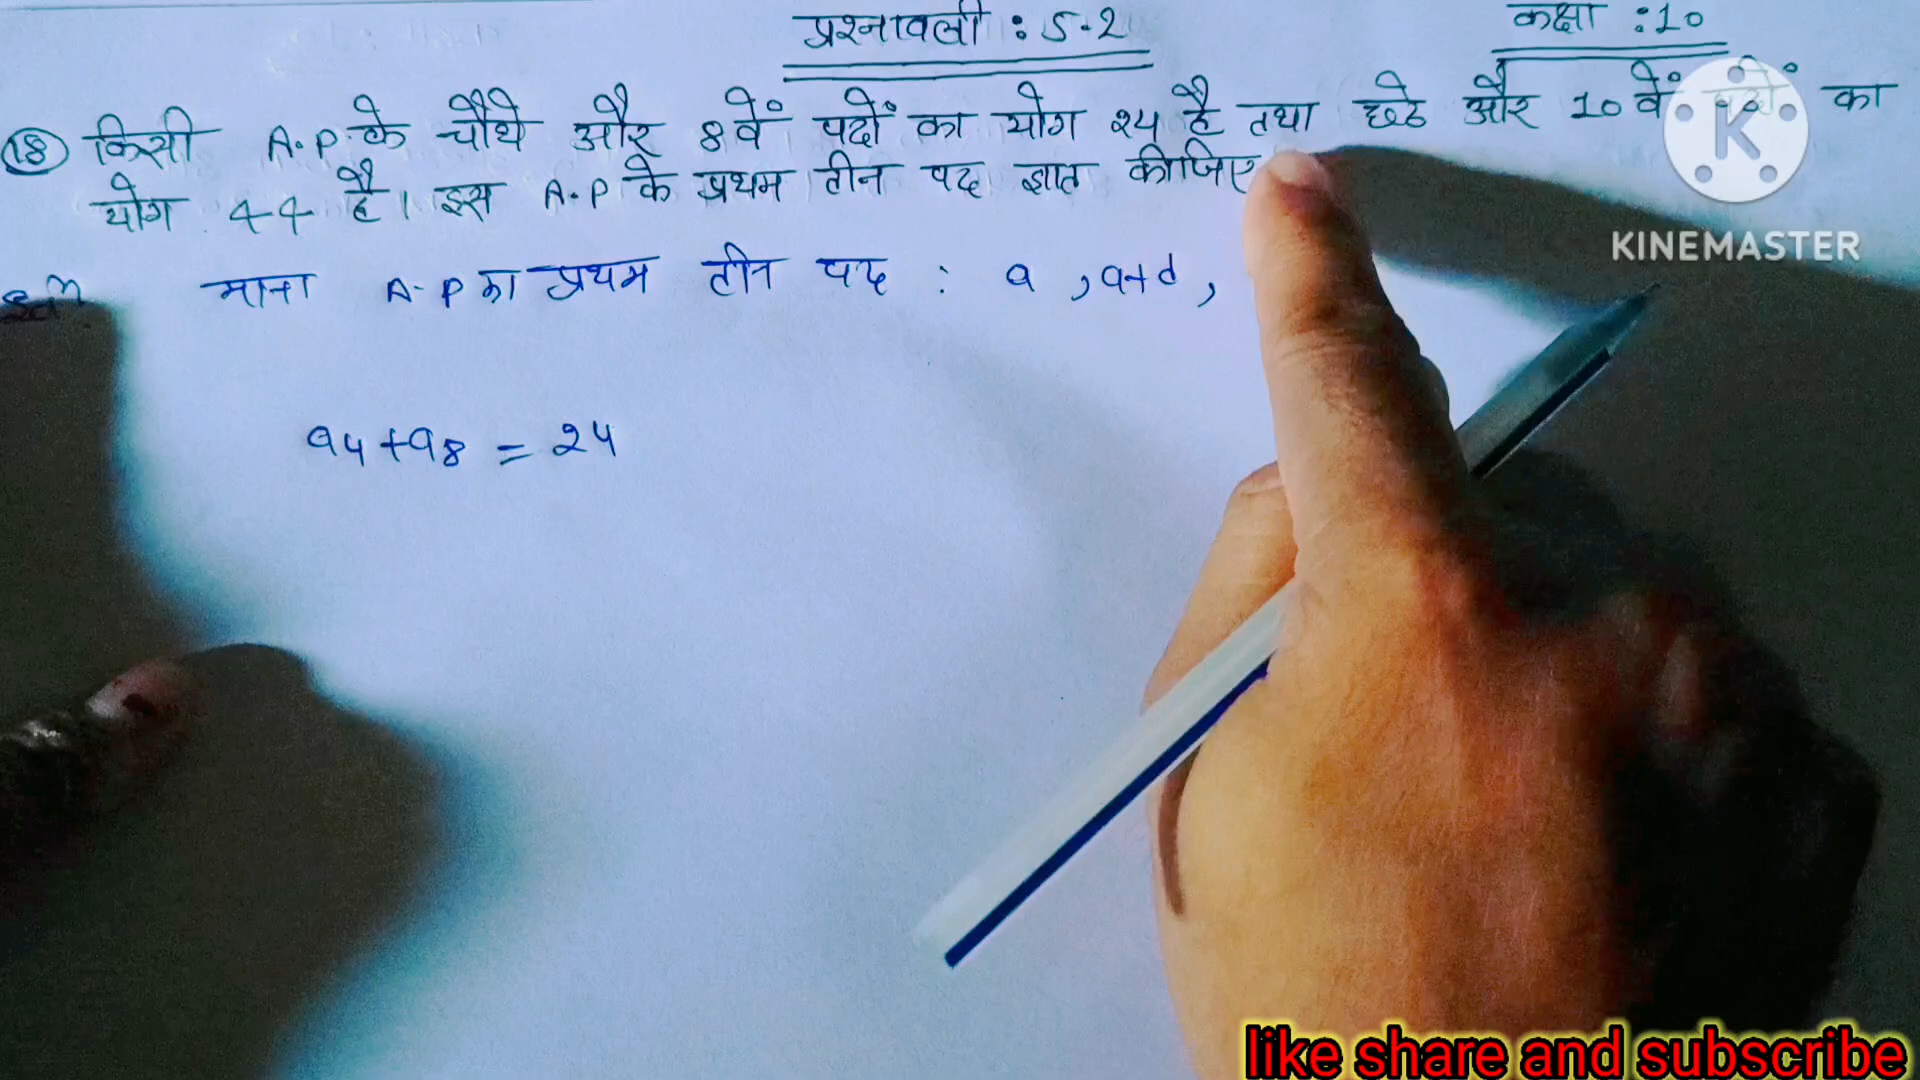 प्रश्नावली : 5.2
कक्षा : 10
(18) किसी A.P के चौथे और 8वें पदों का योग 24 है तथा छठे और 10वें पदों का
योग 44 है। इस A.P के प्रथम तीन पद ज्ञात कीजिए
KINEMASTER
माना A.P का प्रथम तीन पद : a , a+d ,
a4 + a8 = 24
like share and subscribe